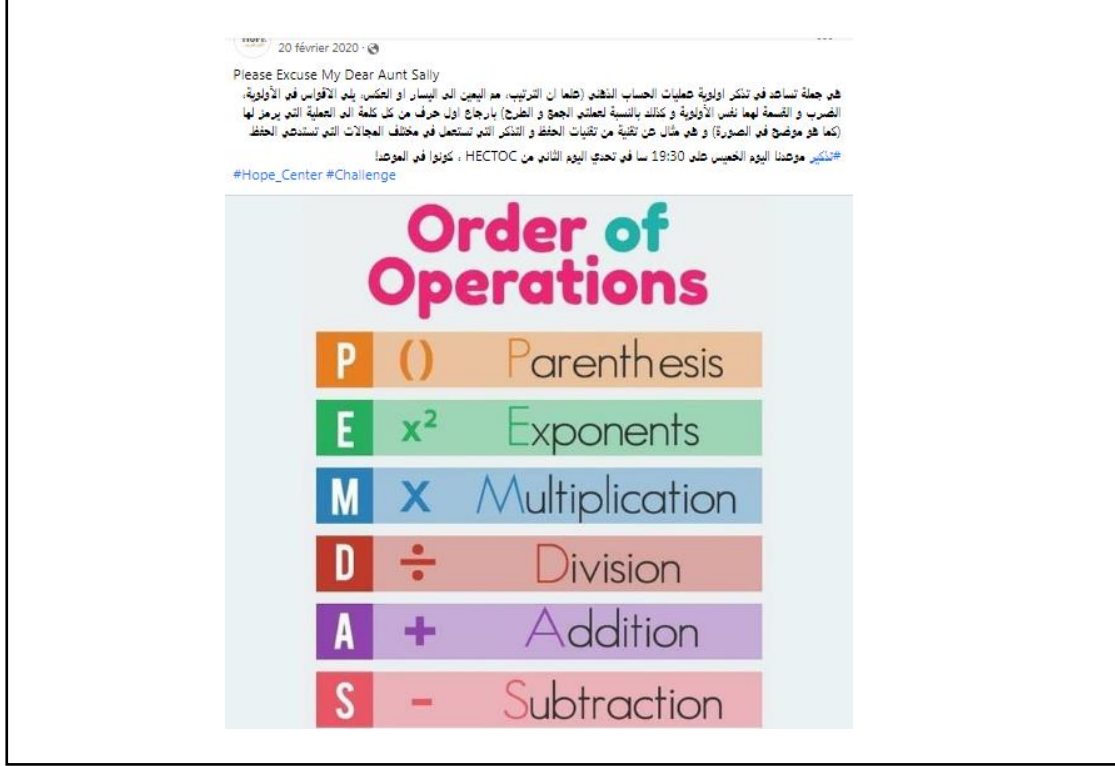 20 février 2020
Please Excuse My Dear Aunt Sally
هي جملة تساعد في تذكر اولوية عمليات الحساب الذهني (علما ان الترتيب، مم اليمين الى اليسار او العكس، يلي الاقواس في الأولوية،
الضرب و القسمة لهما نفس الأولوية و كذلك بالنسبة لعملتي الجمع و الطرح) بارجاع اول حرف من كل كلمة الى العملية التي يرمز لها
(كما هو موضح في الصورة) و هي مثال عن تقنية من تقنيات الحفظ و التذكر التي تستعمل في مختلف المجالات التي تستدعي الحفظ
#تذكير موعدنا اليوم الخميس على 19:30 سا في تحدي اليوم الثاني من HECTOC ، كونوا في الموعد!
#Hope_Center #Challenge
Order of
Operations
P () Parenthesis
E x² Exponents
M X Multiplication
D ÷ Division
A + Addition
S - Subtraction